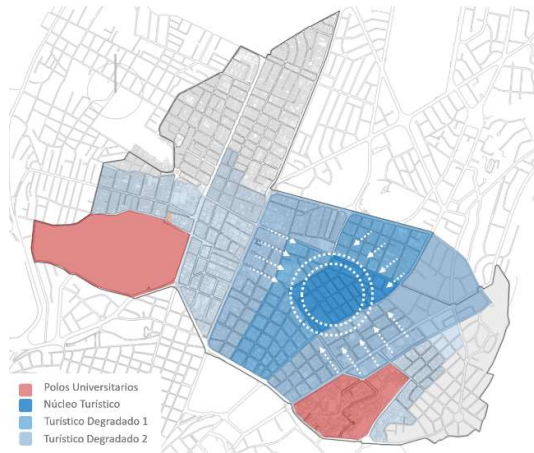 Polos Universitarios
Núcleo Turístico
Turístico Degradado 1
Turístico Degradado 2